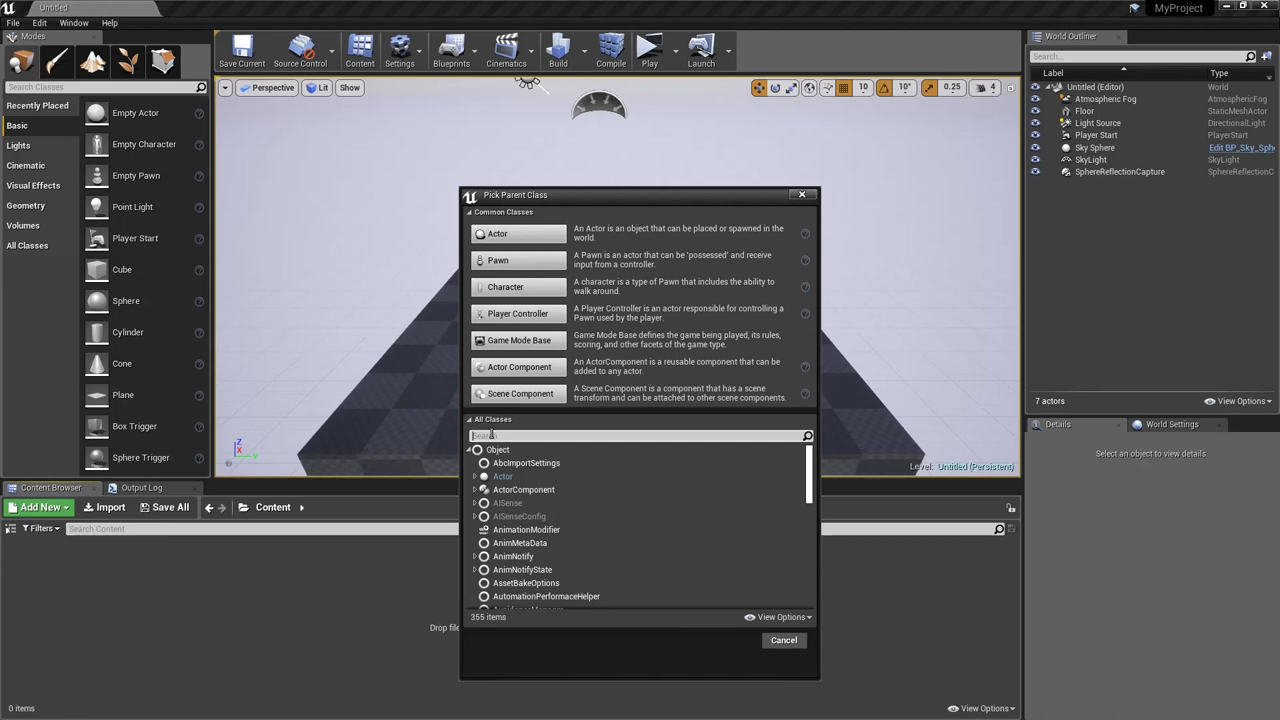 Untitled
MyProject
File Edit Window Help
Modes
Search Classes
Recently Placed
Basic
Lights
Cinematic
Visual Effects
Geometry
Volumes
All Classes
Empty Actor
Empty Character
Empty Pawn
Point Light
Player Start
Cube
Sphere
Cylinder
Cone
Plane
Box Trigger
Sphere Trigger
Save Current Source Control Content Settings Blueprints Cinematics Build Compile Play Launch
Perspective Lit Show
10 10° 0.25 4
Z
X
Y
Level: Untitled (Persistent)
Pick Parent Class
Common Classes
Actor An Actor is an object that can be placed or spawned in the
world.
Pawn A Pawn is an actor that can be 'possessed' and receive
input from a controller.
Character A character is a type of Pawn that includes the ability to
walk around.
Player Controller A Player Controller is an actor responsible for controlling a
Pawn used by the player.
Game Mode Base Game Mode Base defines the game being played, its rules,
scoring, and other facets of the game type.
Actor Component An ActorComponent is a reusable component that can be
added to any actor.
Scene Component A Scene Component is a component that has a scene
transform and can be attached to other scene components.
All Classes
Search
Object
AbcImportSettings
Actor
ActorComponent
AISense
AISenseConfig
AnimationModifier
AnimMetaData
AnimNotify
AnimNotifyState
AssetBakeOptions
AutomationPerformaceHelper
355 items
View Options
Cancel
World Outliner
Search...
Label Type
Untitled (Editor) World
Atmospheric Fog AtmosphericFog
Floor StaticMeshActor
Light Source DirectionalLight
Player Start PlayerStart
Sky Sphere Edit BP_Sky_Sph
SkyLight SkyLight
SphereReflectionCapture SphereReflectionC
7 actors
View Options
Details World Settings
Select an object to view details.
Content Browser Output Log
Add New Import Save All Content
Filters Search Content
Drop file
0 items
View Options